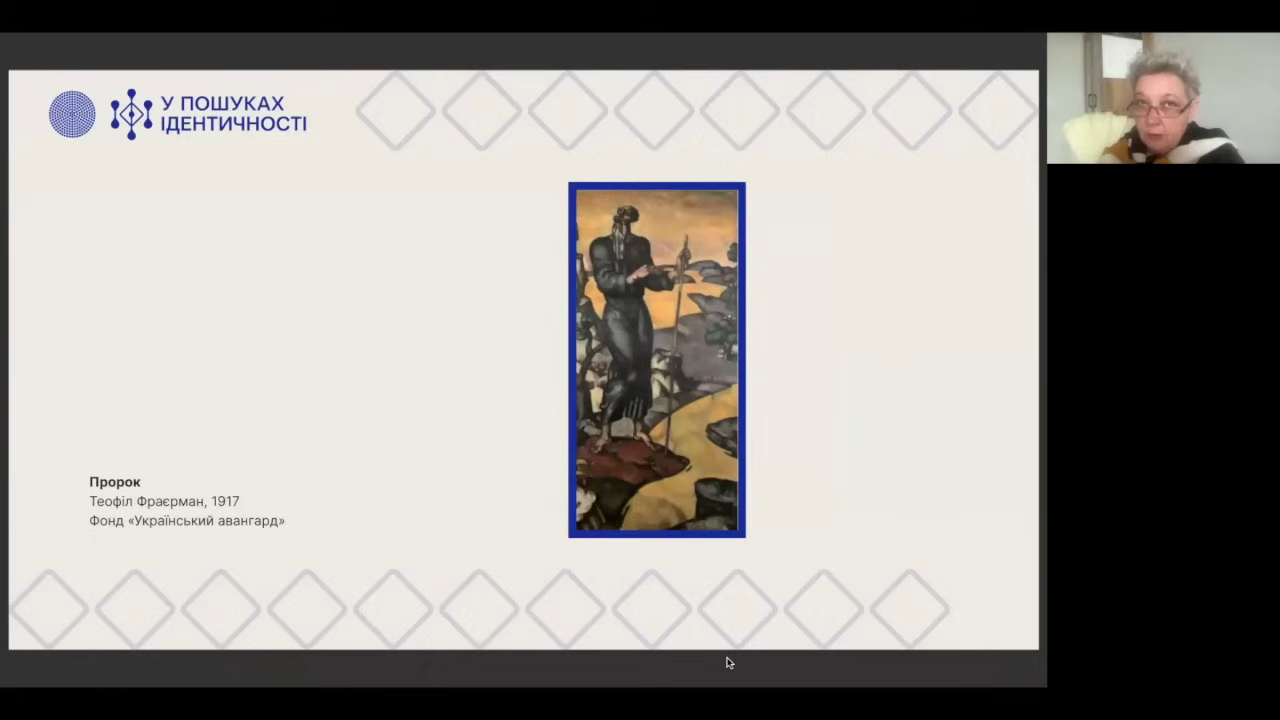 У ПОШУКАХ
ІДЕНТИЧНОСТІ
Пророк
Теофіл Фраєрман, 1917
Фонд «Український авангард»